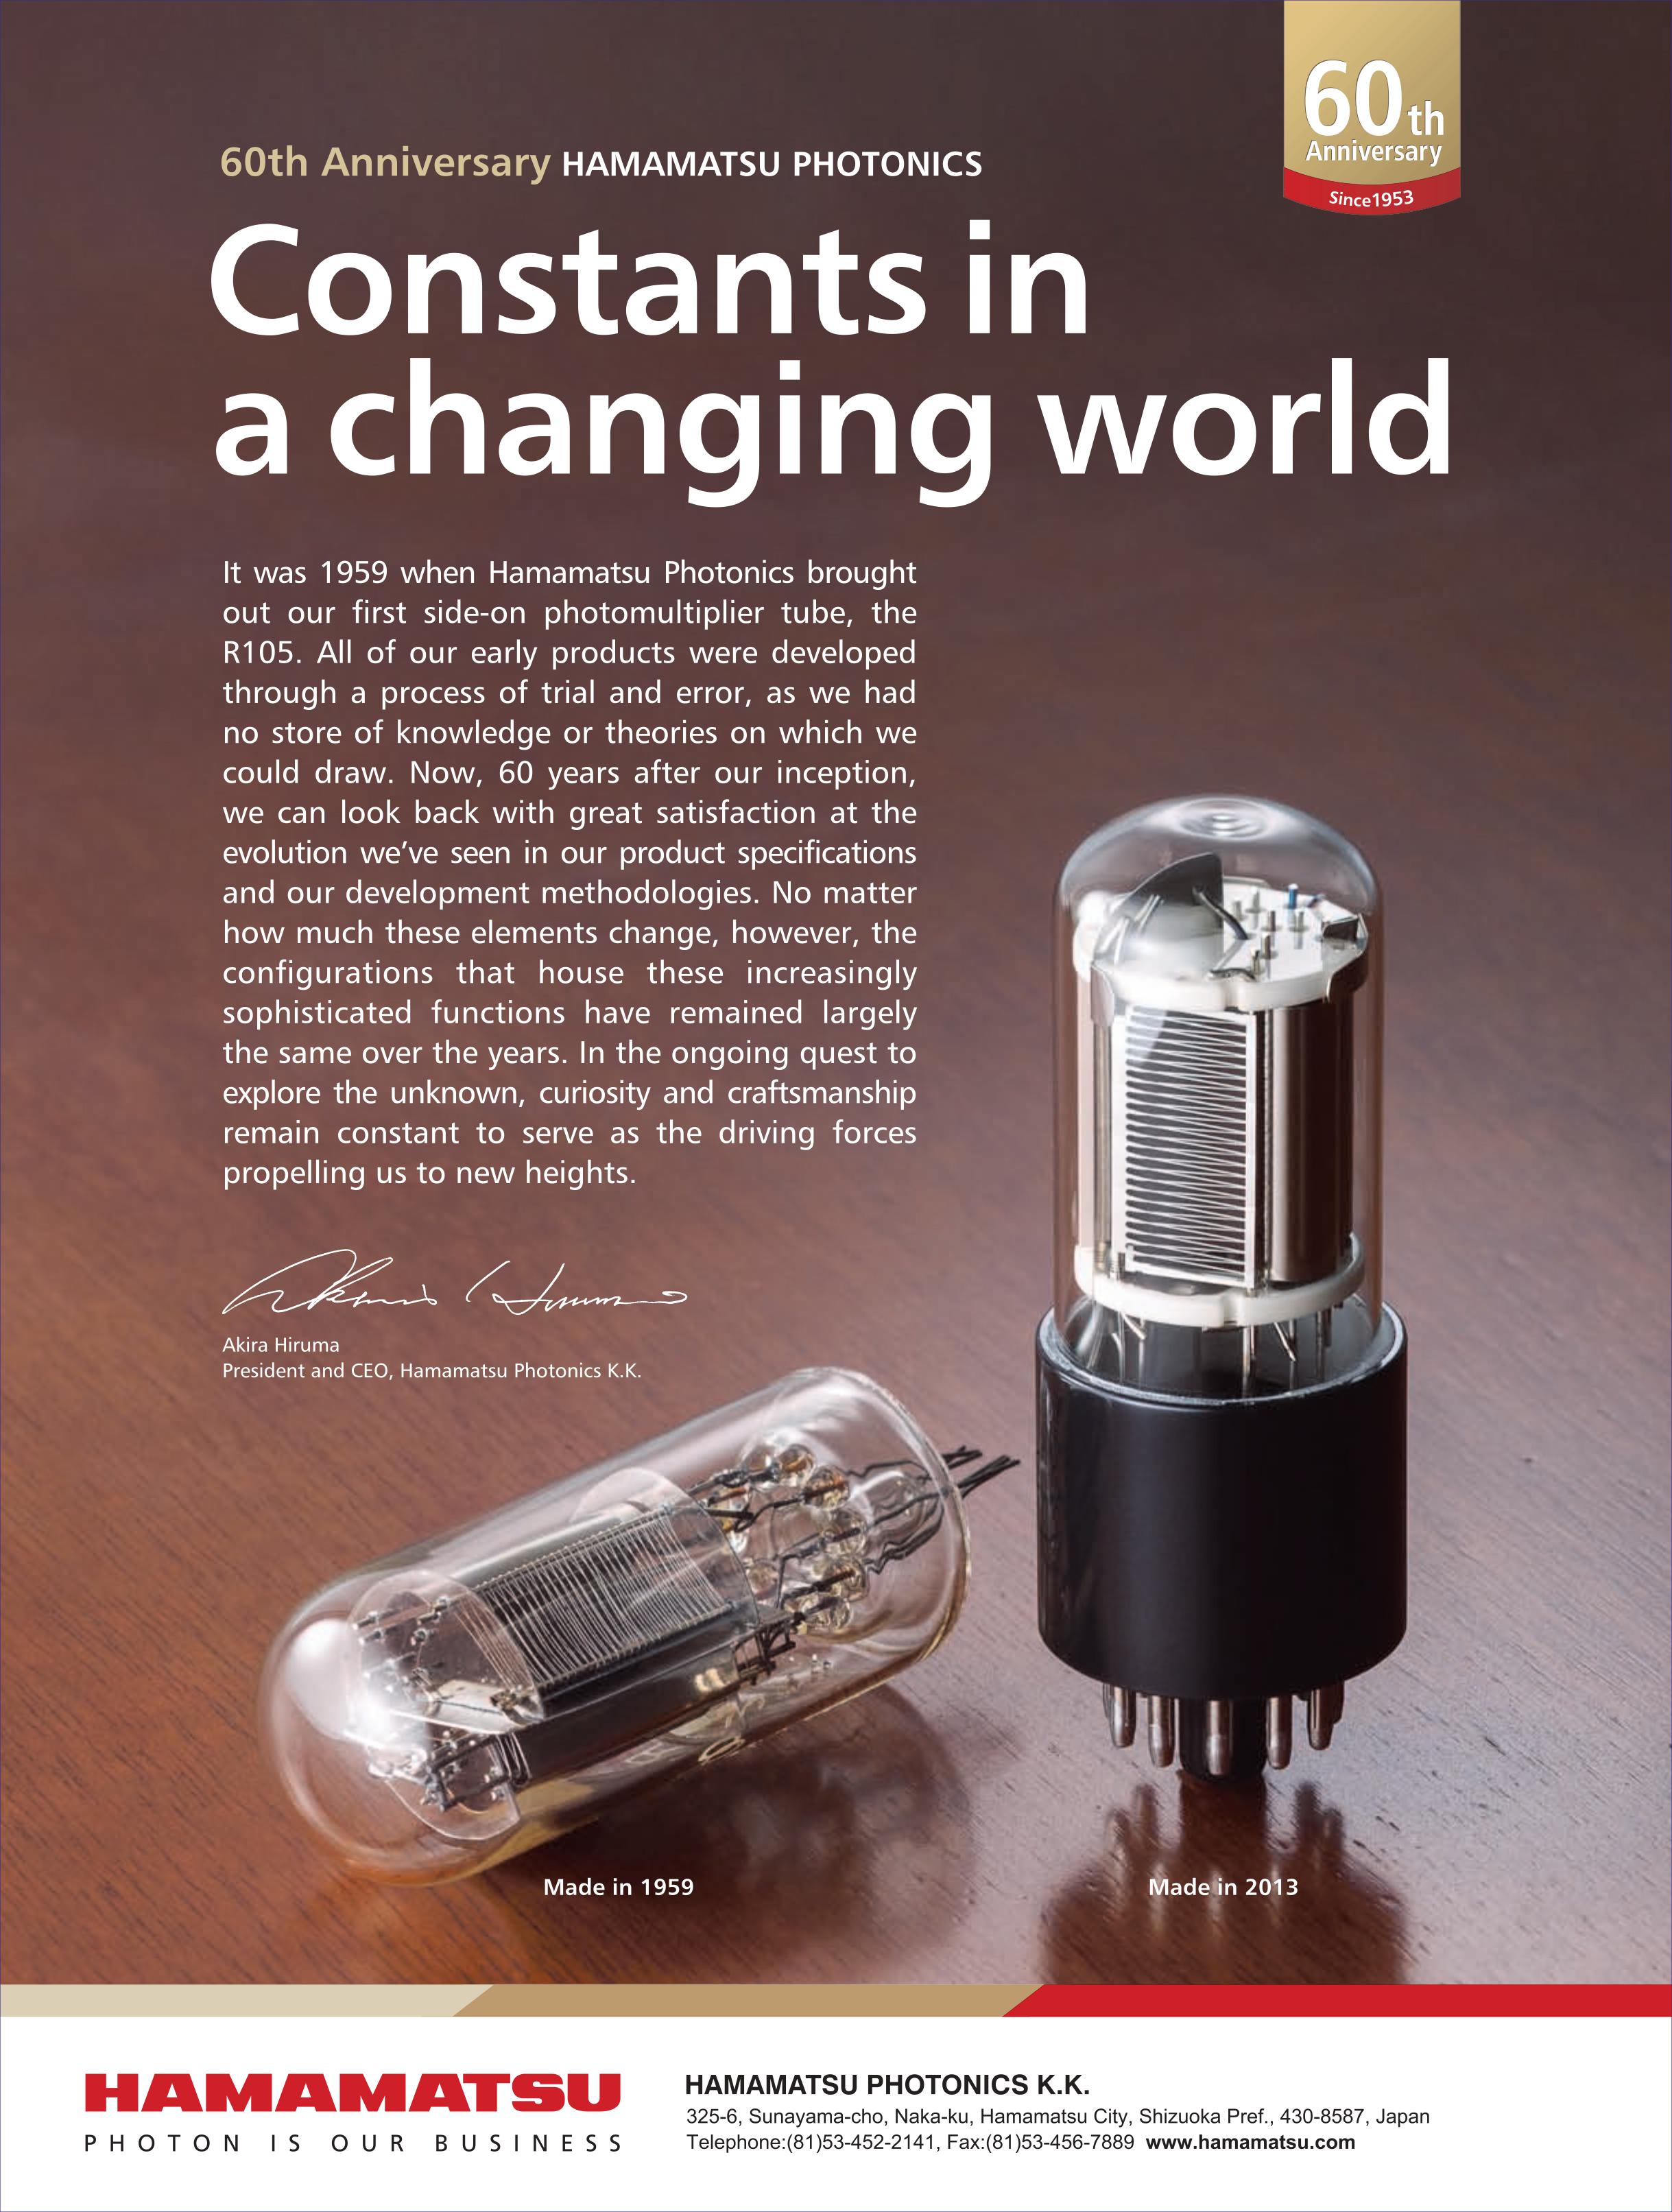 60th
Anniversary
Since1953
60th Anniversary HAMAMATSU PHOTONICS
Constants in
a changing world
It was 1959 when Hamamatsu Photonics brought
out our first side-on photomultiplier tube, the
R105. All of our early products were developed
through a process of trial and error, as we had
no store of knowledge or theories on which we
could draw. Now, 60 years after our inception,
we can look back with great satisfaction at the
evolution we’ve seen in our product specifications
and our development methodologies. No matter
how much these elements change, however, the
configurations that house these increasingly
sophisticated functions have remained largely
the same over the years. In the ongoing quest to
explore the unknown, curiosity and craftsmanship
remain constant to serve as the driving forces
propelling us to new heights.
Akira Hiruma
Akira Hiruma
President and CEO, Hamamatsu Photonics K.K.
Made in 1959
Made in 2013
HAMAMATSU
PHOTON IS OUR BUSINESS
HAMAMATSU PHOTONICS K.K.
325-6, Sunayama-cho, Naka-ku, Hamamatsu City, Shizuoka Pref., 430-8587, Japan
Telephone:(81)53-452-2141, Fax:(81)53-456-7889 www.hamamatsu.com